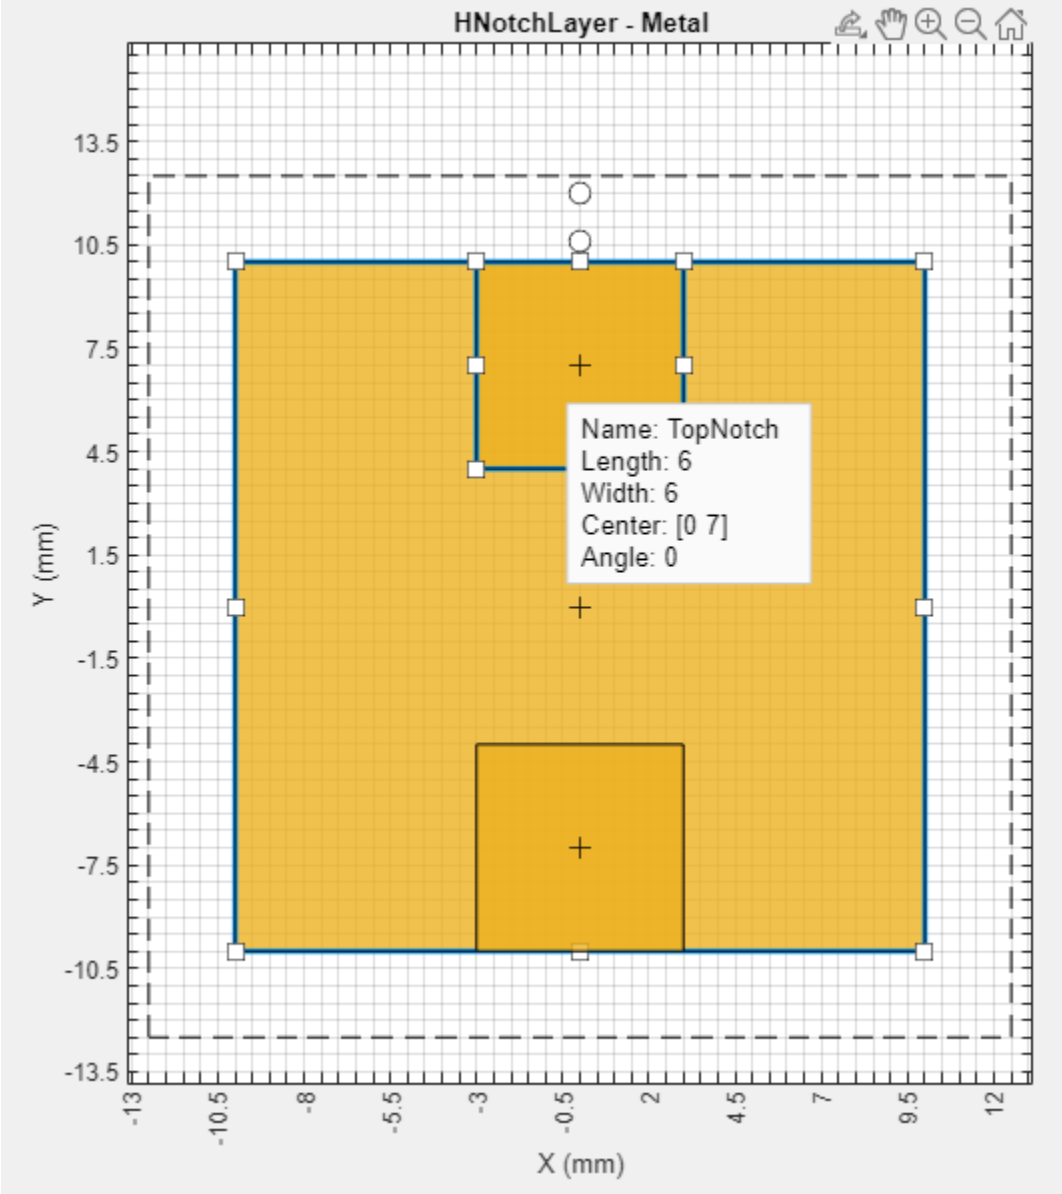 HNotchLayer - Metal
13.5
10.5
7.5
4.5
1.5
-1.5
-4.5
-7.5
-10.5
-13.5
Y (mm)
Name: TopNotch
Length: 6
Width: 6
Center: [0 7]
Angle: 0
-13 -10.5 -8 -5.5 -3 -0.5 2 4.5 7 9.5 12
X (mm)